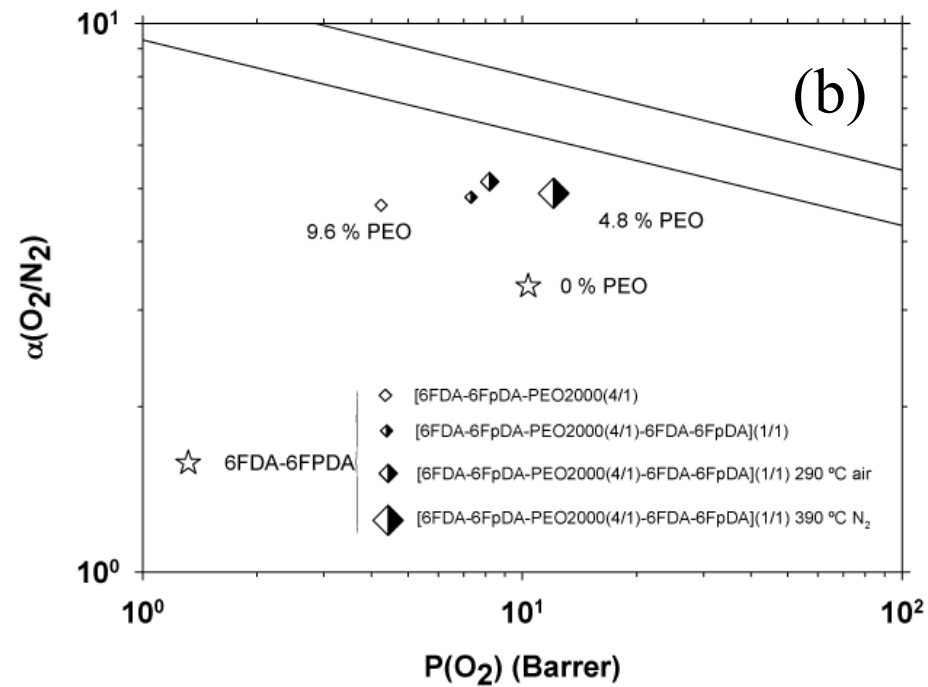 10¹
(b)
4.8 % PEO
9.6 % PEO
0 % PEO
α(O₂/N₂)
[6FDA-6FpDA-PEO2000(4/1)
[6FDA-6FpDA-PEO2000(4/1)-6FDA-6FpDA](1/1)
6FDA-6FPDA
[6FDA-6FpDA-PEO2000(4/1)-6FDA-6FpDA](1/1) 290 ºC air
[6FDA-6FpDA-PEO2000(4/1)-6FDA-6FpDA](1/1) 390 ºC N₂
10⁰
10⁰ 10¹ 10²
P(O₂) (Barrer)